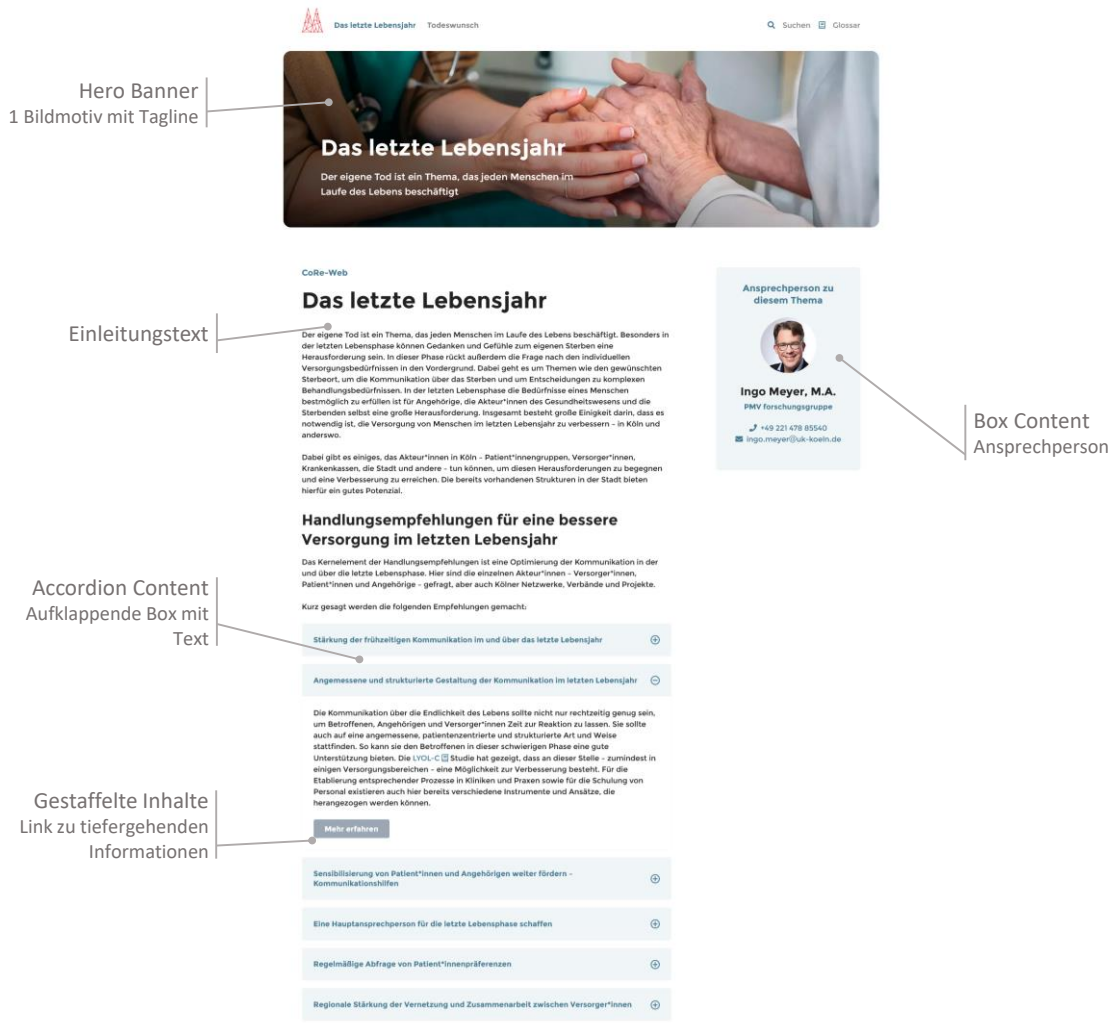 Das letzte Lebensjahr Todeswunsch
Suchen Glossar
Hero Banner
1 Bildmotiv mit Tagline
Das letzte Lebensjahr
Der eigene Tod ist ein Thema, das jeden Menschen im
Laufe des Lebens beschäftigt
CoRe-Web
Das letzte Lebensjahr
Einleitungstext
Der eigene Tod ist ein Thema, das jeden Menschen im Laufe des Lebens beschäftigt. Besonders in
der letzten Lebensphase können Gedanken und Gefühle zum eigenen Sterben eine
Herausforderung sein. In dieser Phase rückt außerdem die Frage nach den individuellen
Versorgungsbedürfnissen in den Vordergrund. Dabei geht es um Themen wie den gewünschten
Sterbeort, um die Kommunikation über das Sterben und um Entscheidungen zu komplexen
Behandlungsbedürfnissen. In der letzten Lebensphase die Bedürfnisse eines Menschen
bestmöglich zu erfüllen ist für Angehörige, die Akteur*innen des Gesundheitswesens und die
Sterbenden selbst eine große Herausforderung. Insgesamt besteht große Einigkeit darin, dass es
notwendig ist, die Versorgung von Menschen im letzten Lebensjahr zu verbessern – in Köln und
anderswo.
Dabei gibt es einiges, das Akteur*innen in Köln – Patient*innengruppen, Versorger*innen,
Krankenkassen, die Stadt und andere – tun können, um diesen Herausforderungen zu begegnen
und eine Verbesserung zu erreichen. Die bereits vorhandenen Strukturen in der Stadt bieten
hierfür ein gutes Potenzial.
Ansprechperson zu
diesem Thema
Ingo Meyer, M.A.
PMV forschungsgruppe
+49 221 478 85540
ingo.meyer@uk-koeln.de
Box Content
Ansprechperson
Handlungsempfehlungen für eine bessere
Versorgung im letzten Lebensjahr
Das Kernelement der Handlungsempfehlungen ist eine Optimierung der Kommunikation in der
und über die letzte Lebensphase. Hier sind die einzelnen Akteur*innen – Versorger*innen,
Patient*innen und Angehörige – gefragt, aber auch Kölner Netzwerke, Verbände und Projekte.
Kurz gesagt werden die folgenden Empfehlungen gemacht:
Accordion Content
Aufklappende Box mit
Text
Stärkung der frühzeitigen Kommunikation im und über das letzte Lebensjahr
Angemessene und strukturierte Gestaltung der Kommunikation im letzten Lebensjahr
Die Kommunikation über die Endlichkeit des Lebens sollte nicht nur rechtzeitig genug sein,
um Betroffenen, Angehörigen und Versorger*innen Zeit zur Reaktion zu lassen. Sie sollte
auch auf eine angemessene, patientenzentrierte und strukturierte Art und Weise
stattfinden. So kann sie den Betroffenen in dieser schwierigen Phase eine gute
Unterstützung bieten. Die LYOL-C Studie hat gezeigt, dass an dieser Stelle – zumindest in
einigen Versorgungsbereichen – eine Möglichkeit zur Verbesserung besteht. Für die
Etablierung entsprechender Prozesse in Kliniken und Praxen sowie für die Schulung von
Personal existieren auch hier bereits verschiedene Instrumente und Ansätze, die
herangezogen werden können.
Gestaffelte Inhalte
Link zu tiefergehenden
Informationen
Mehr erfahren
Sensibilisierung von Patient*innen und Angehörigen weiter fördern –
Kommunikationshilfen
Eine Hauptansprechperson für die letzte Lebensphase schaffen
Regelmäßige Abfrage von Patient*innenpräferenzen
Regionale Stärkung der Vernetzung und Zusammenarbeit zwischen Versorger*innen